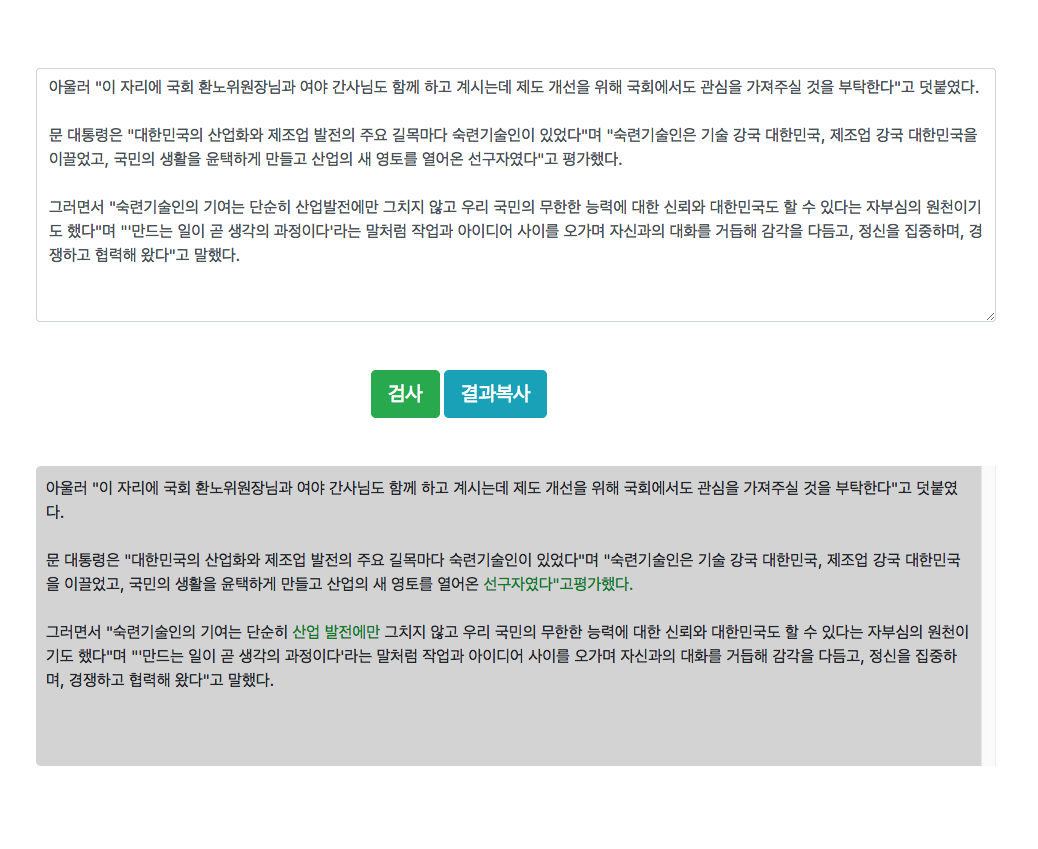 아울러 "이 자리에 국회 환노위원장님과 여야 간사님도 함께 하고 계시는데 제도 개선을 위해 국회에서도 관심을 가져주실 것을 부탁한다"고 덧붙였다.
문 대통령은 "대한민국의 산업화와 제조업 발전의 주요 길목마다 숙련기술인이 있었다"며 "숙련기술인은 기술 강국 대한민국, 제조업 강국 대한민국을
이끌었고, 국민의 생활을 윤택하게 만들고 산업의 새 영토를 열어온 선구자였다"고 평가했다.
그러면서 "숙련기술인의 기여는 단순히 산업발전에만 그치지 않고 우리 국민의 무한한 능력에 대한 신뢰와 대한민국도 할 수 있다는 자부심의 원천이기
도 했다"며 "'만드는 일이 곧 생각의 과정이다'라는 말처럼 작업과 아이디어 사이를 오가며 자신과의 대화를 거듭해 감각을 다듬고, 정신을 집중하며, 경
쟁하고 협력해 왔다"고 말했다.
검사
결과복사
아울러 "이 자리에 국회 환노위원장님과 여야 간사님도 함께 하고 계시는데 제도 개선을 위해 국회에서도 관심을 가져주실 것을 부탁한다"고 덧붙였
다.
문 대통령은 "대한민국의 산업화와 제조업 발전의 주요 길목마다 숙련기술인이 있었다"며 "숙련기술인은 기술 강국 대한민국, 제조업 강국 대한민국
을 이끌었고, 국민의 생활을 윤택하게 만들고 산업의 새 영토를 열어온 선구자였다"고평가했다.
그러면서 "숙련기술인의 기여는 단순히 산업 발전에만 그치지 않고 우리 국민의 무한한 능력에 대한 신뢰와 대한민국도 할 수 있다는 자부심의 원천이
기도 했다"며 "'만드는 일이 곧 생각의 과정이다'라는 말처럼 작업과 아이디어 사이를 오가며 자신과의 대화를 거듭해 감각을 다듬고, 정신을 집중하
며, 경쟁하고 협력해 왔다"고 말했다.